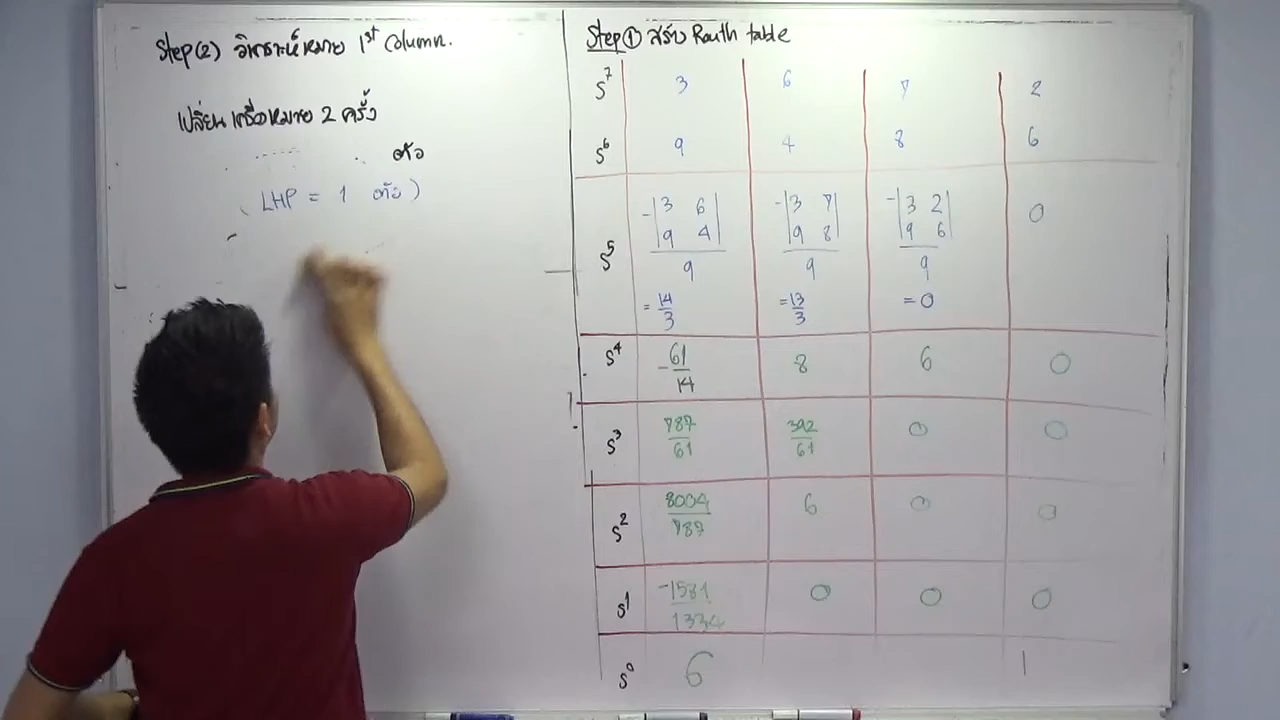 Step(2) วิเคราะห์หมาย 1st Column.
เปลี่ยนเครื่องหมาย 2 ครั้ง
ตัว
(LHP = 1 ตัว)
Step① สร้าง Routh table
s⁷ 3 6 7 2
s⁶ 9 4 8 6
s⁵ -|3 6| -|3 7| -|3 2| 0
|9 4| |9 8| |9 6|
9 9 9
= 14/3 = 13/3 = 0
s⁴ -61/14 8 6 0
s³ 787/61 392/61 0 0
s² 8004/787 6 0 0
s¹ -1581/1334 0 0 0
s⁰ 6